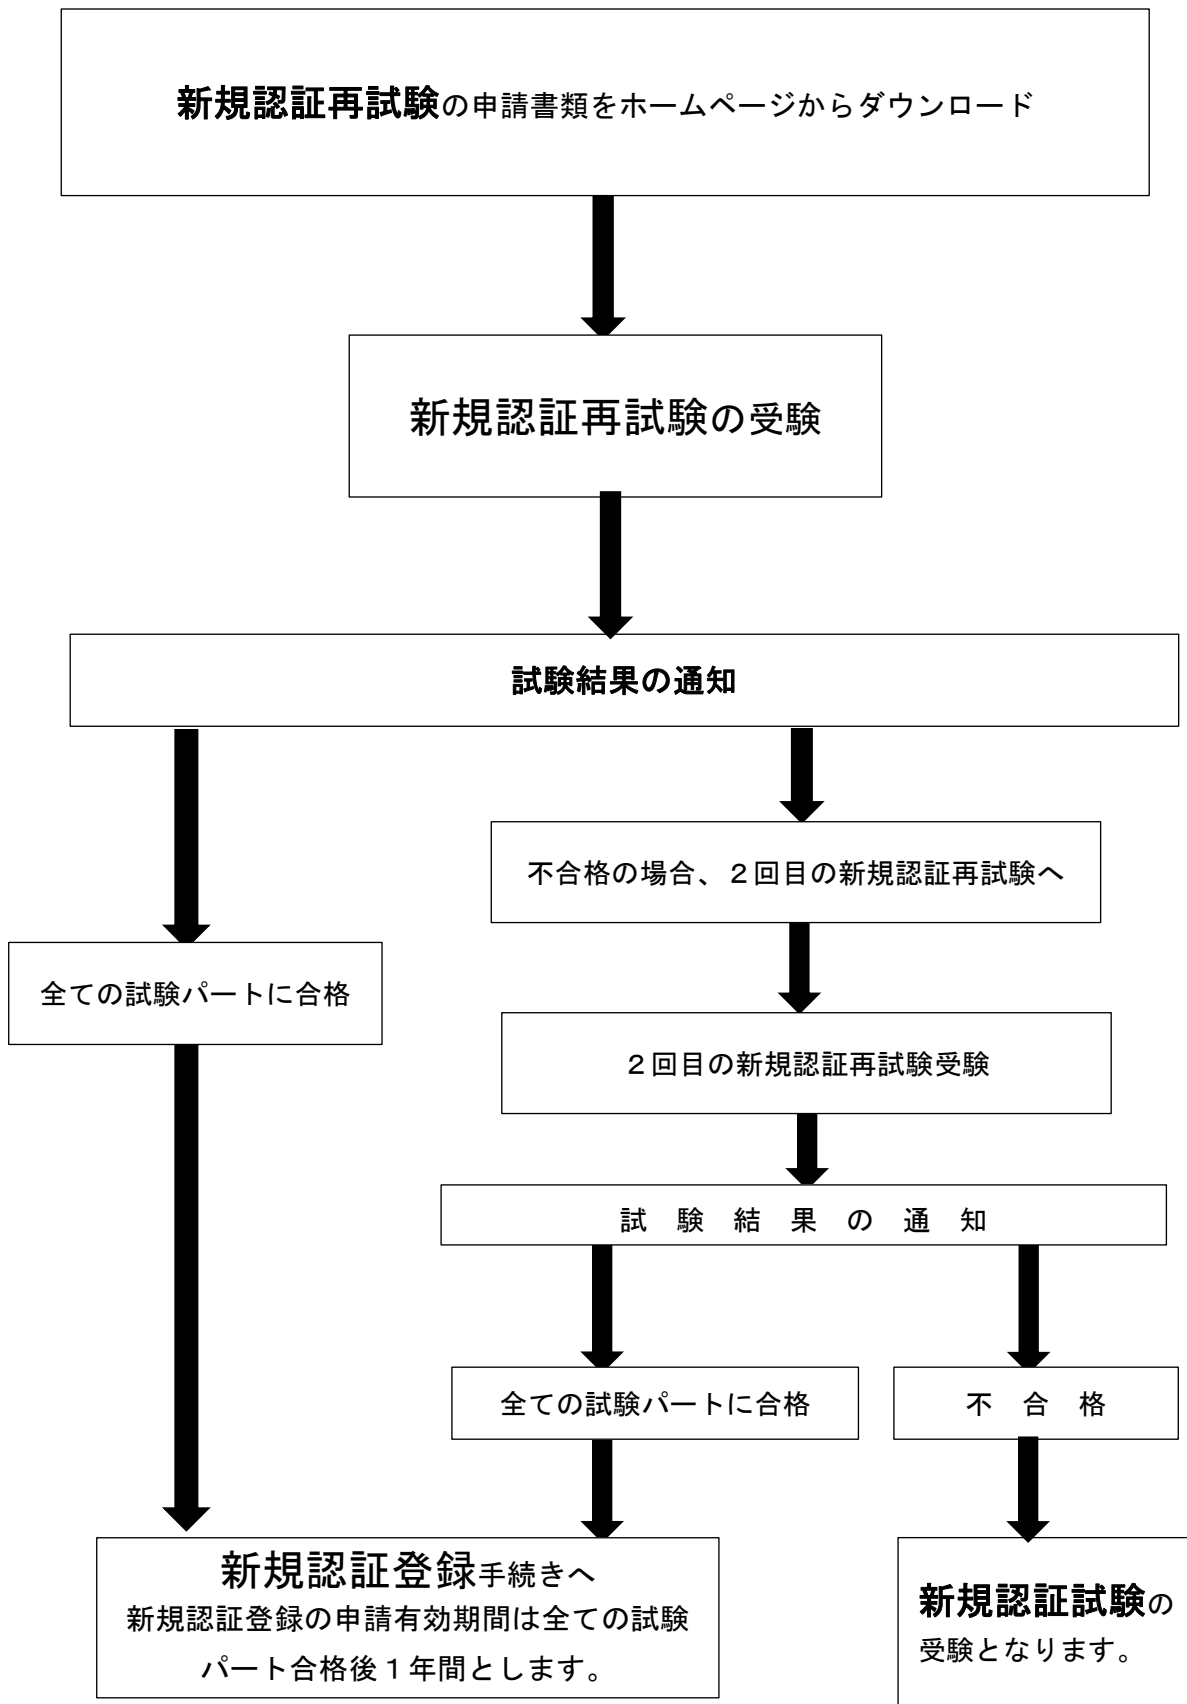 新規認証再試験の申請書類をホームページからダウンロード
新規認証再試験の受験
試験結果の通知
不合格の場合、２回目の新規認証再試験へ
全ての試験パートに合格
２回目の新規認証再試験受験
試　験　結　果　の　通　知
全ての試験パートに合格
不　合　格
新規認証登録手続きへ
新規認証登録の申請有効期間は全ての試験
パート合格後１年間とします。
新規認証試験の
受験となります。